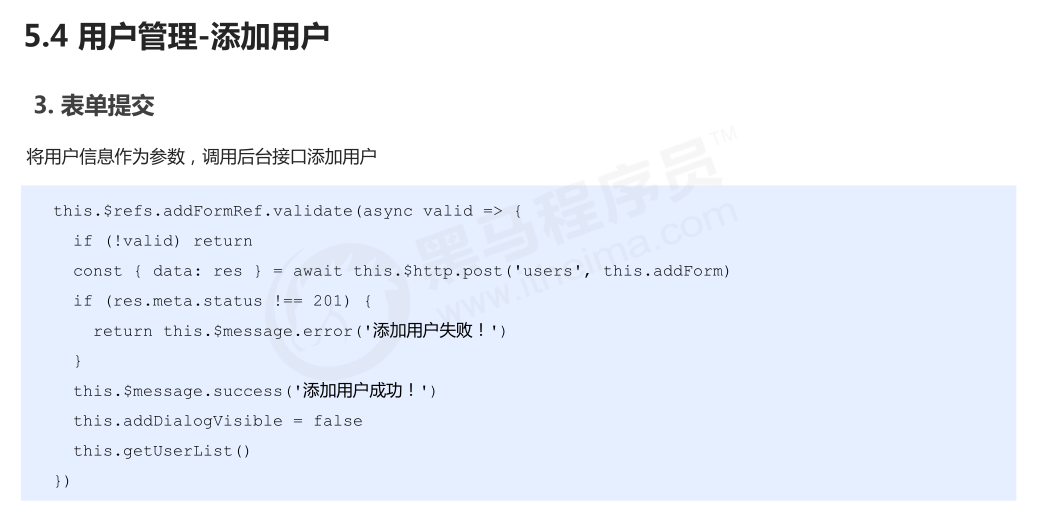 5.4 用户管理-添加用户
3. 表单提交
将用户信息作为参数，调用后台接口添加用户
this.$refs.addFormRef.validate(async valid => {
if (!valid) return
const { data: res } = await this.$http.post('users', this.addForm)
if (res.meta.status !== 201) {
return this.$message.error('添加用户失败！')
}
this.$message.success('添加用户成功！')
this.addDialogVisible = false
this.getUserList()
})
黑马程序员™
www.itheima.com